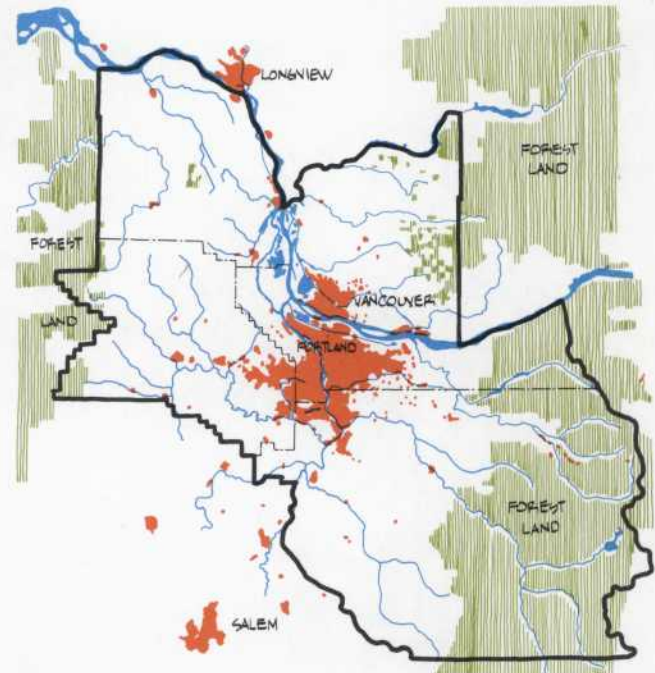 LONGVIEW
FOREST
LAND
FOREST
LAND
VANCOUVER
PORTLAND
FOREST
LAND
SALEM